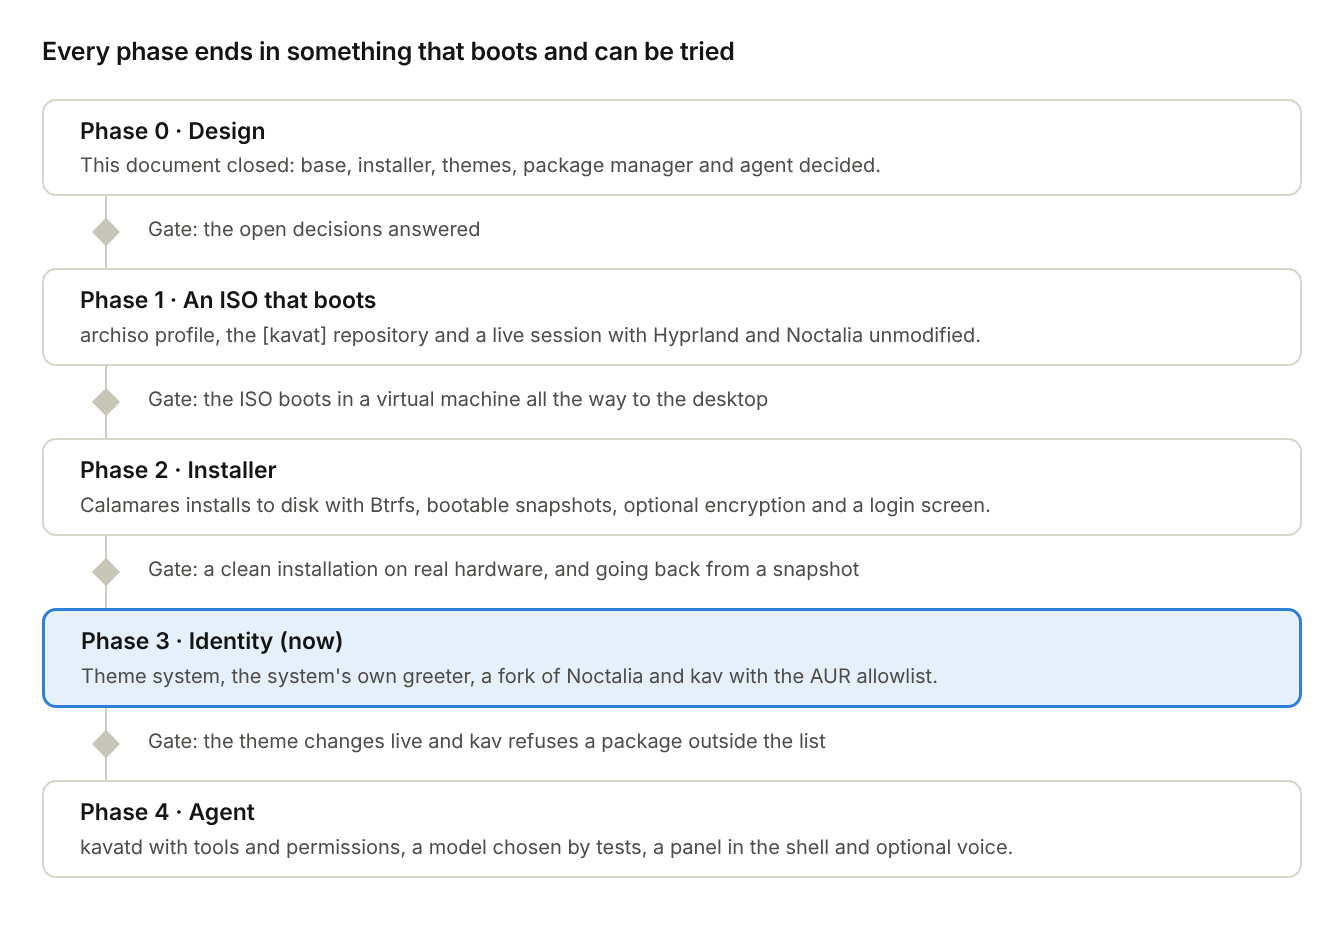 Every phase ends in something that boots and can be tried
Phase 0 · Design
This document closed: base, installer, themes, package manager and agent decided.
Gate: the open decisions answered
Phase 1 · An ISO that boots
archiso profile, the [kavat] repository and a live session with Hyprland and Noctalia unmodified.
Gate: the ISO boots in a virtual machine all the way to the desktop
Phase 2 · Installer
Calamares installs to disk with Btrfs, bootable snapshots, optional encryption and a login screen.
Gate: a clean installation on real hardware, and going back from a snapshot
Phase 3 · Identity (now)
Theme system, the system's own greeter, a fork of Noctalia and kav with the AUR allowlist.
Gate: the theme changes live and kav refuses a package outside the list
Phase 4 · Agent
kavatd with tools and permissions, a model chosen by tests, a panel in the shell and optional voice.